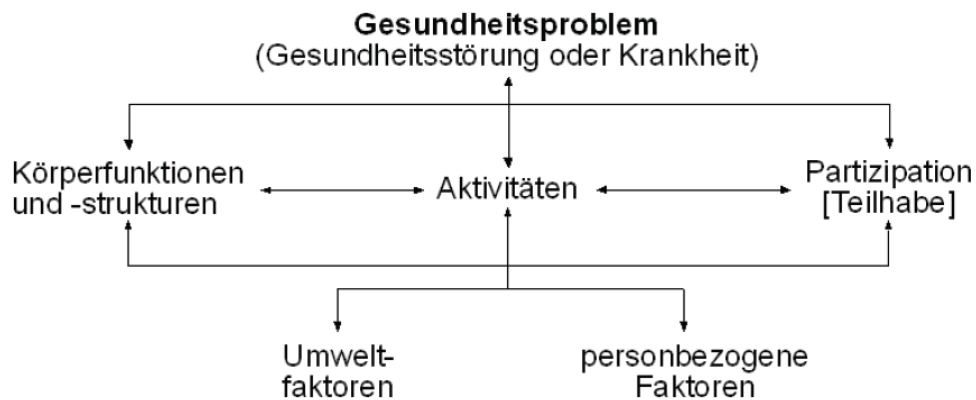 Gesundheitsproblem
(Gesundheitsstörung oder Krankheit)
Körperfunktionen
und -strukturen
Aktivitäten
Partizipation
[Teilhabe]
Umwelt-
faktoren
personbezogene
Faktoren